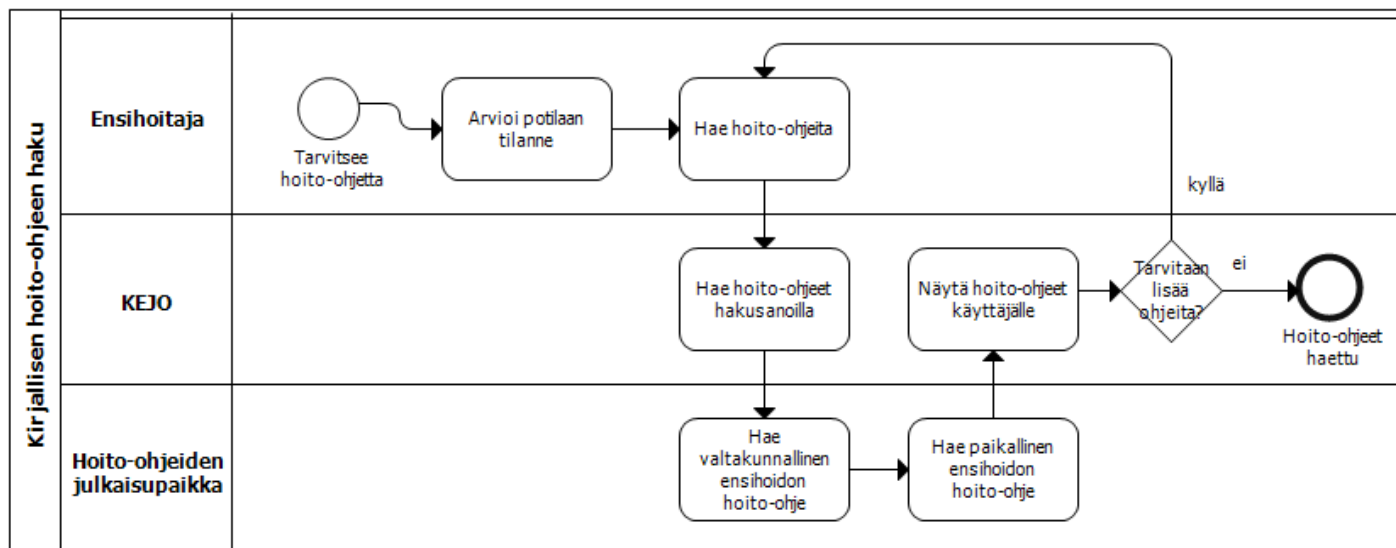 Kirjallisen hoito-ohjeen haku
Ensihoitaja
Tarvitsee
hoito-ohjetta
Arvioi potilaan
tilanne
Hae hoito-ohjeita
kyllä
KEJO
Hae hoito-ohjeet
hakusanoilla
Näytä hoito-ohjeet
käyttäjälle
Tarvitaan
lisää
ohjeita?
ei
Hoito-ohjeet
haettu
Hoito-ohjeiden
julkaisupaikka
Hae
valtakunnallinen
ensihoidon
hoito-ohje
Hae paikallinen
ensihoidon
hoito-ohje